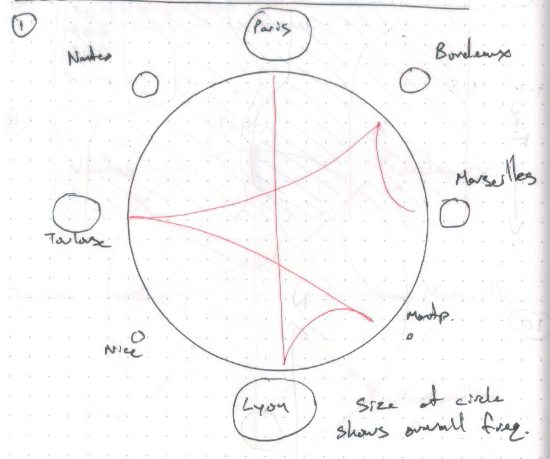 1
Paris
Nantes
Bordeaux
Marseilles
Toulouse
Montp.
Nice
Lyon
Size of circle
shows overall freq.